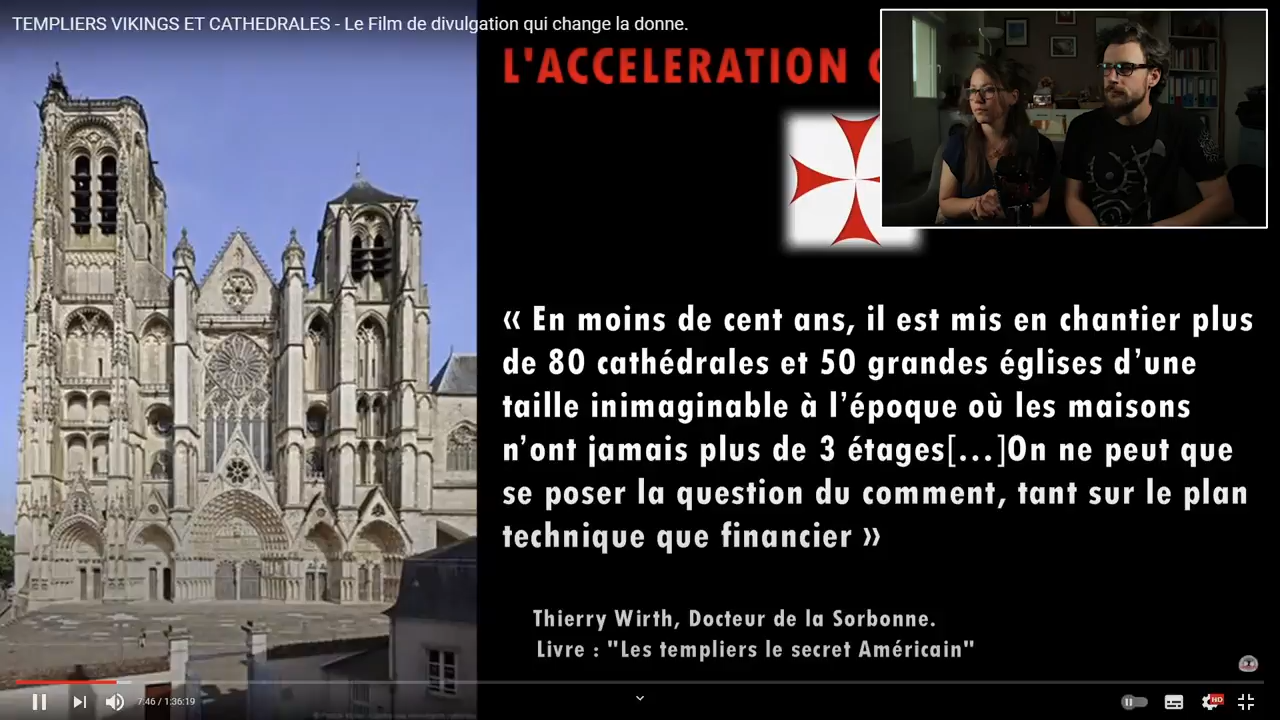 TEMPLIERS VIKINGS ET CATHEDRALES - Le Film de divulgation qui change la donne.
L'ACCELERATION
« En moins de cent ans, il est mis en chantier plus
de 80 cathédrales et 50 grandes églises d'une
taille inimaginable à l'époque où les maisons
n'ont jamais plus de 3 étages[...]On ne peut que
se poser la question du comment, tant sur le plan
technique que financier »
Thierry Wirth, Docteur de la Sorbonne.
Livre : "Les templiers le secret Américain"
7:46 / 1:36:19
HD